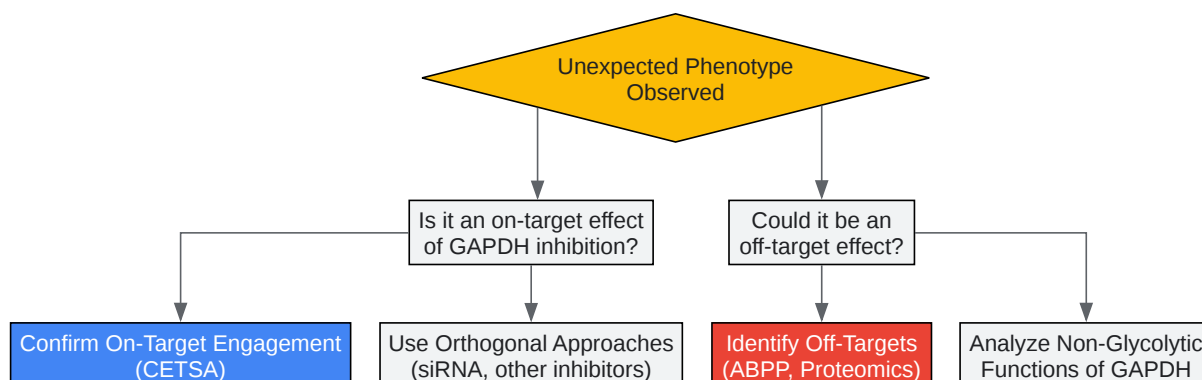 Unexpected Phenotype
Observed
Is it an on-target effect
of GAPDH inhibition?
Could it be an
off-target effect?
Confirm On-Target Engagement
(CETSA)
Use Orthogonal Approaches
(siRNA, other inhibitors)
Identify Off-Targets
(ABPP, Proteomics)
Analyze Non-Glycolytic
Functions of GAPDH